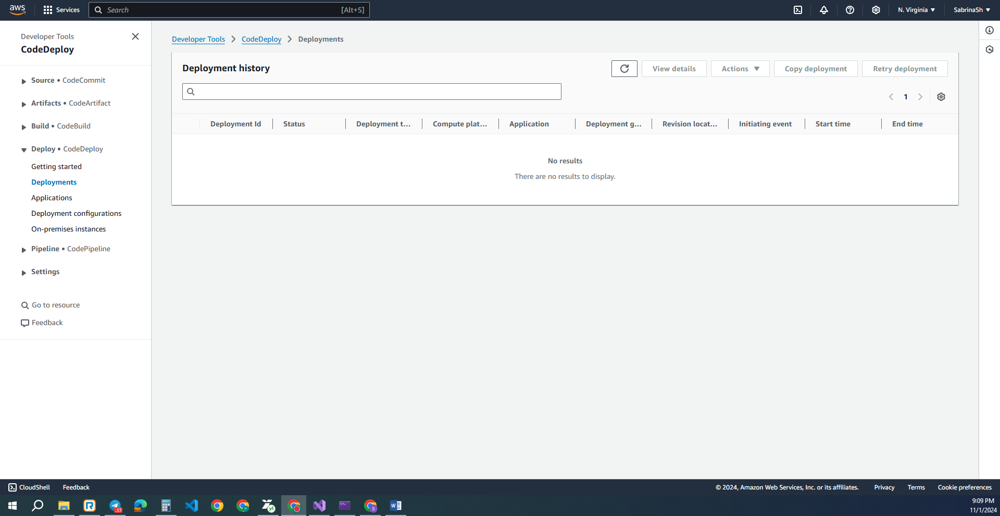 aws
Services
Search
[Alt+S]
N. Virginia
SabrinaSh
Developer Tools
CodeDeploy
Source • CodeCommit
Artifacts • CodeArtifact
Build • CodeBuild
Deploy • CodeDeploy
Getting started
Deployments
Applications
Deployment configurations
On-premises instances
Pipeline • CodePipeline
Settings
Go to resource
Feedback
Developer Tools
CodeDeploy
Deployments
Deployment history
View details
Actions
Copy deployment
Retry deployment
1
Deployment Id
Status
Deployment t...
Compute plat...
Application
Deployment g...
Revision locat...
Initiating event
Start time
End time
No results
There are no results to display.
CloudShell
Feedback
© 2024, Amazon Web Services, Inc. or its affiliates.
Privacy
Terms
Cookie preferences
9:09 PM
11/1/2024